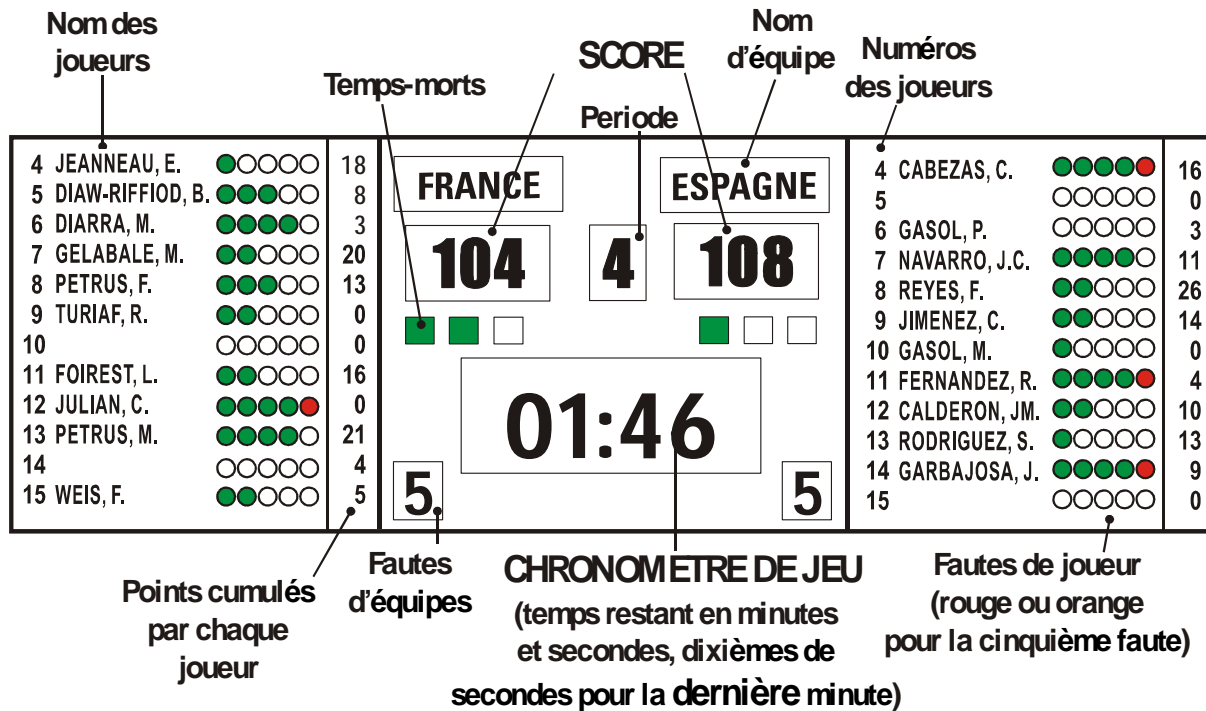 Nom des
joueurs
Temps-morts
SCORE
Periode
Nom
d'équipe
Numéros
des joueurs
4 JEANNEAU, E. 18
5 DIAW-RIFFIOD, B. 8
6 DIARRA, M. 3
7 GELABALE, M. 20
8 PETRUS, F. 13
9 TURIAF, R. 0
10 0
11 FOIREST, L. 16
12 JULIAN, C. 0
13 PETRUS, M. 21
14 4
15 WEIS, F. 5
FRANCE
ESPAGNE
104
4
108
01:46
5
5
4 CABEZAS, C. 16
5 0
6 GASOL, P. 3
7 NAVARRO, J.C. 11
8 REYES, F. 26
9 JIMENEZ, C. 14
10 GASOL, M. 0
11 FERNANDEZ, R. 4
12 CALDERON, JM. 10
13 RODRIGUEZ, S. 13
14 GARBAJOSA, J. 9
15 0
Points cumulés
par chaque
joueur
Fautes
d'équipes
CHRONOMETRE DE JEU
(temps restant en minutes
et secondes, dixièmes de
secondes pour la dernière minute)
Fautes de joueur
(rouge ou orange
pour la cinquième faute)